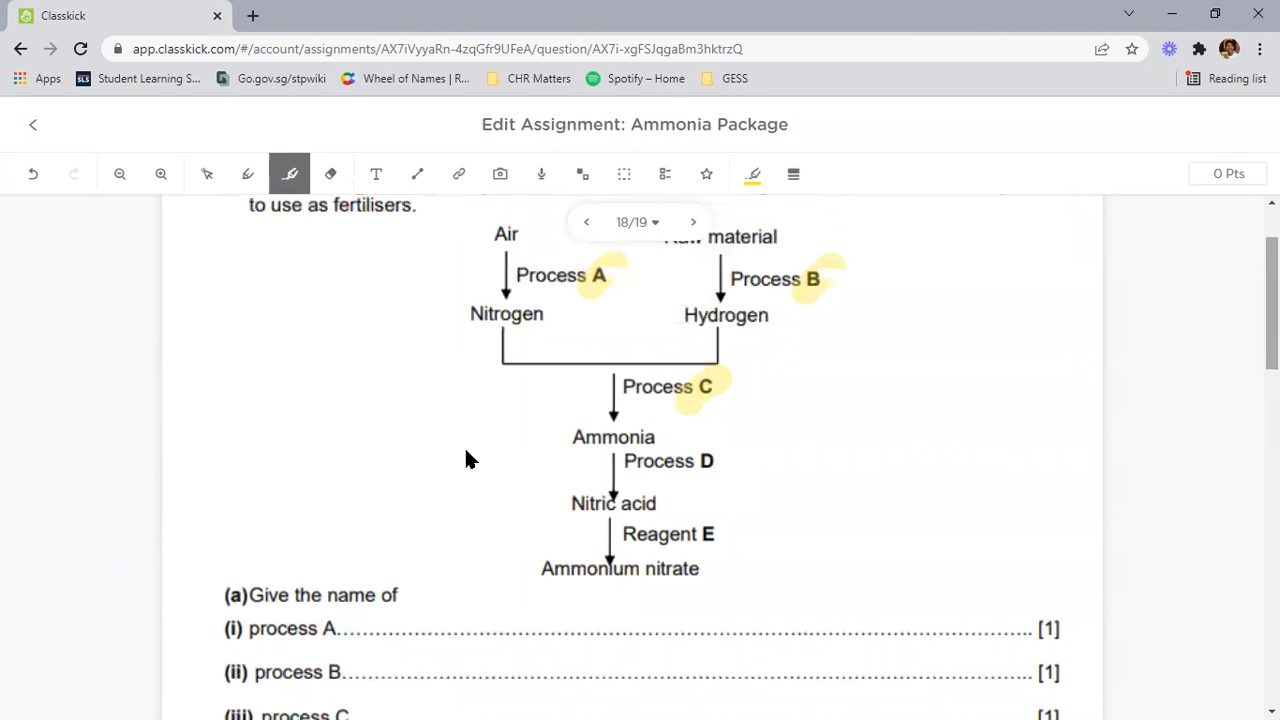 Classkick
app.classkick.com/#/account/assignments/AX7iVyyaRn-4zqGfr9UFeA/question/AX7i-xgFSJqgaBm3hktrzQ
Apps Student Learning S... Go.gov.sg/stpwiki Wheel of Names | R... CHR Matters Spotify – Home GESS Reading list
Edit Assignment: Ammonia Package
T 0 Pts
to use as fertilisers.
18/19
Air Raw material
Process A Process B
Nitrogen Hydrogen
Process C
Ammonia
Process D
Nitric acid
Reagent E
Ammonium nitrate
(a)Give the name of
(i) process A.......................................................................................... [1]
(ii) process B.......................................................................................... [1]
(iii) process C [1]